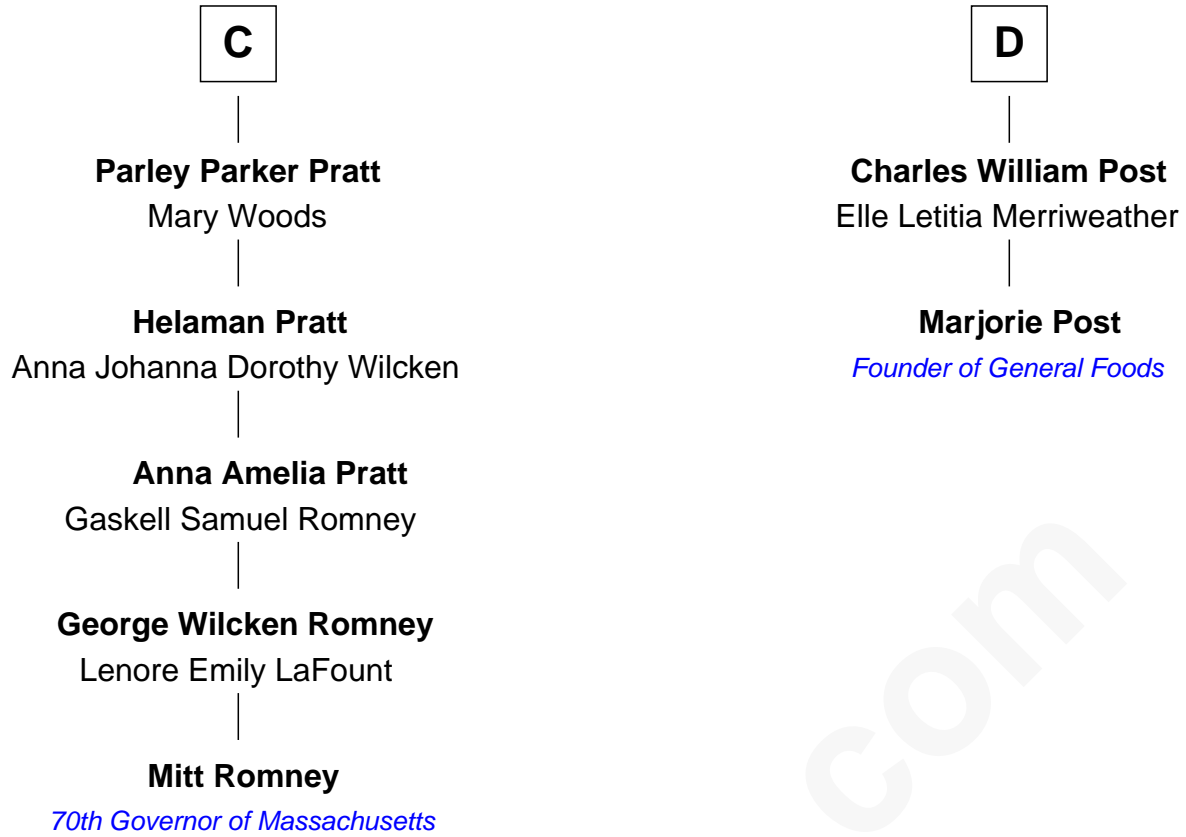 C
Parley Parker Pratt
Mary Woods
Helaman Pratt
Anna Johanna Dorothy Wilcken
Anna Amelia Pratt
Gaskell Samuel Romney
George Wilcken Romney
Lenore Emily LaFount
Mitt Romney
70th Governor of Massachusetts
D
Charles William Post
Elle Letitia Merriweather
Marjorie Post
Founder of General Foods
com